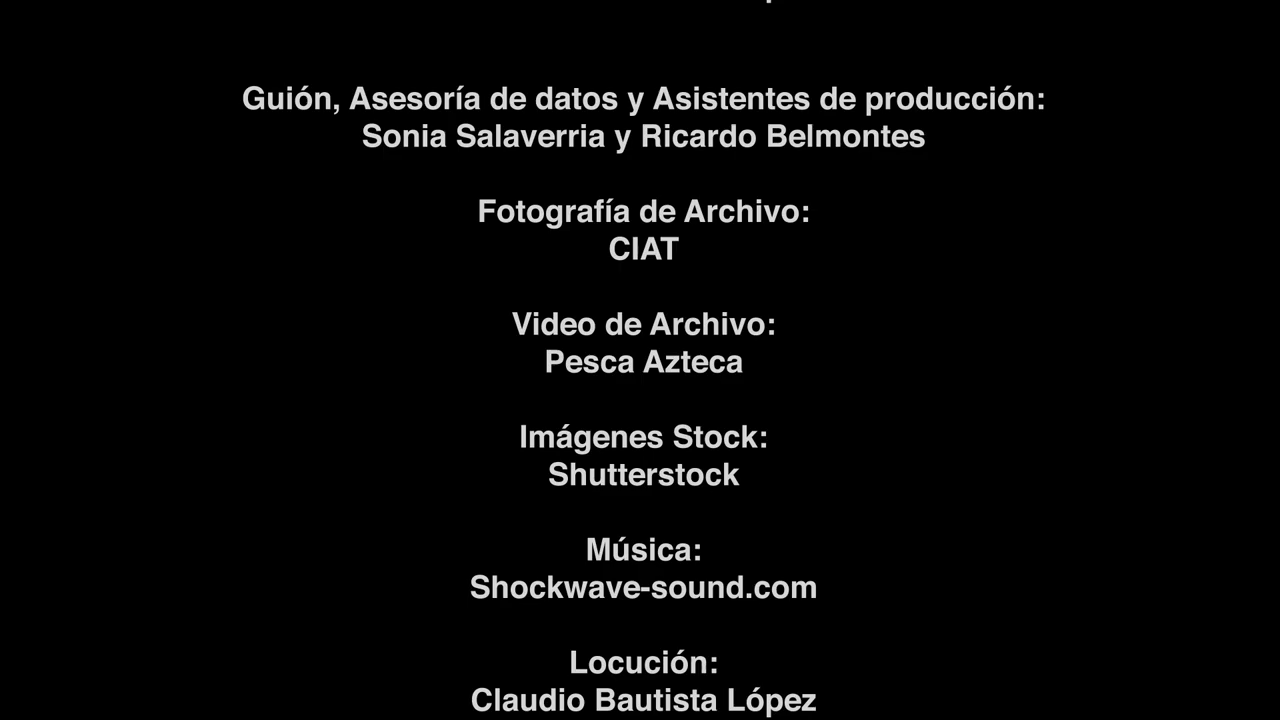 Guión, Asesoría de datos y Asistentes de producción:
Sonia Salaverria y Ricardo Belmontes
Fotografía de Archivo:
CIAT
Video de Archivo:
Pesca Azteca
Imágenes Stock:
Shutterstock
Música:
Shockwave-sound.com
Locución:
Claudio Bautista López